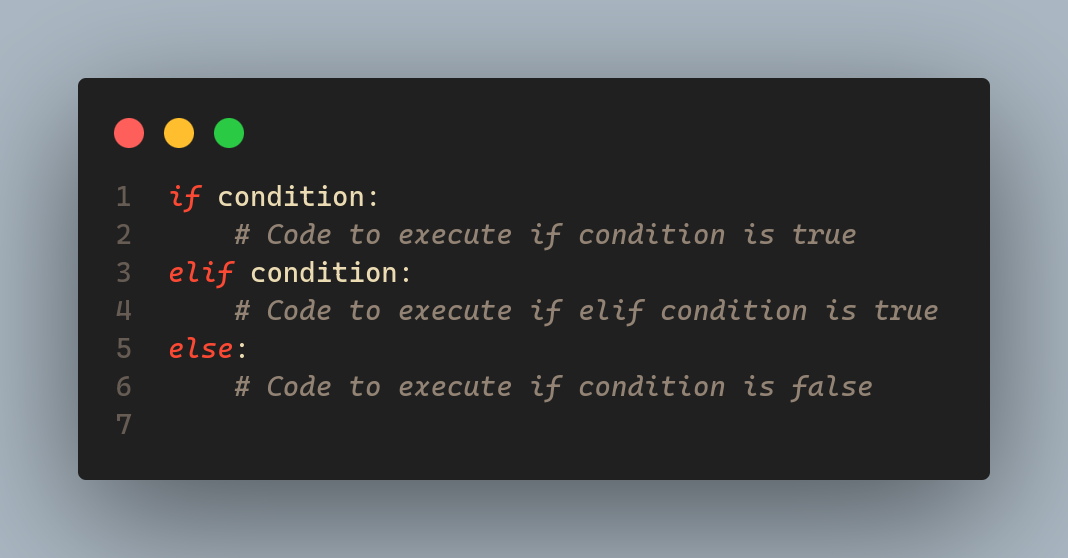 1 if condition:
2     # Code to execute if condition is true
3 elif condition:
4     # Code to execute if elif condition is true
5 else:
6     # Code to execute if condition is false
7